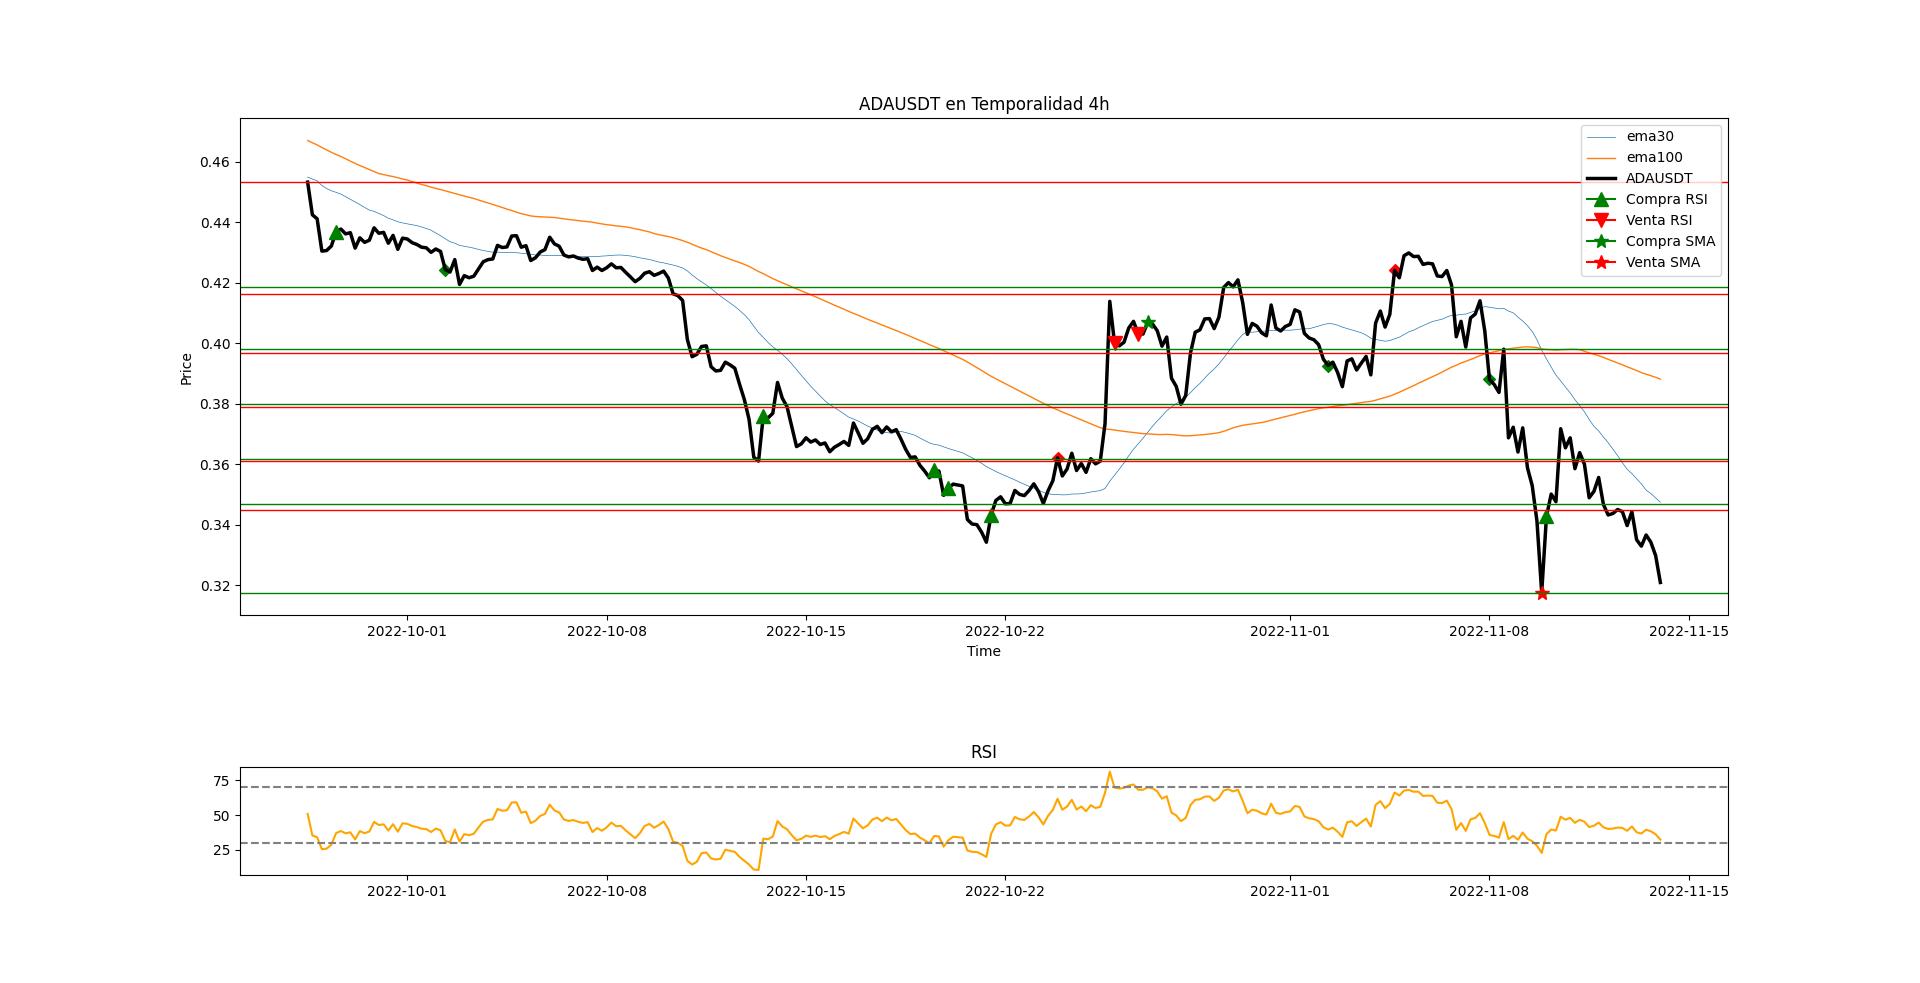 ADAUSDT en Temporalidad 4h
ema30
ema100
ADAUSDT
Compra RSI
Venta RSI
Compra SMA
Venta SMA
Price
0.46
0.44
0.42
0.40
0.38
0.36
0.34
0.32
2022-10-01 2022-10-08 2022-10-15 2022-10-22 2022-11-01 2022-11-08 2022-11-15
Time
RSI
75
50
25
2022-10-01 2022-10-08 2022-10-15 2022-10-22 2022-11-01 2022-11-08 2022-11-15